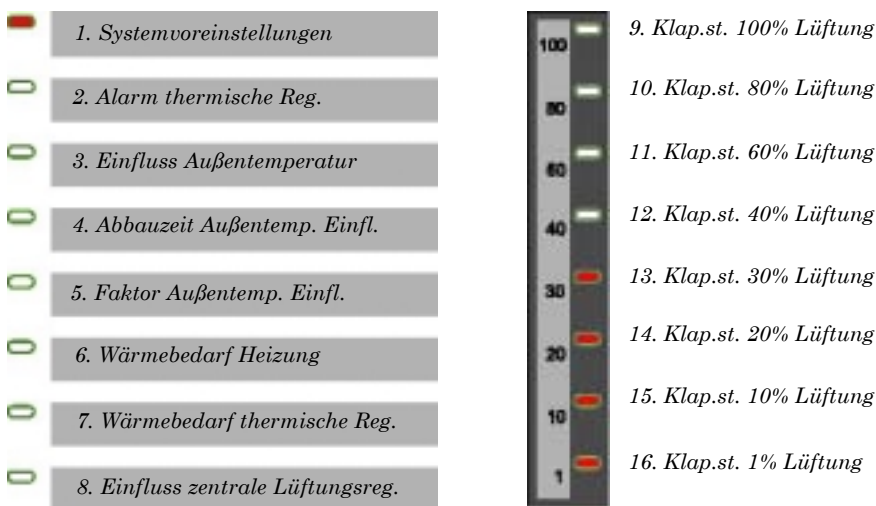 1. Systemvoreinstellungen
2. Alarm thermische Reg.
3. Einfluss Außentemperatur
4. Abbauzeit Außentemp. Einfl.
5. Faktor Außentemp. Einfl.
6. Wärmebedarf Heizung
7. Wärmebedarf thermische Reg.
8. Einfluss zentrale Lüftungsreg.
100
80
60
40
30
20
10
1
9. Klap.st. 100% Lüftung
10. Klap.st. 80% Lüftung
11. Klap.st. 60% Lüftung
12. Klap.st. 40% Lüftung
13. Klap.st. 30% Lüftung
14. Klap.st. 20% Lüftung
15. Klap.st. 10% Lüftung
16. Klap.st. 1% Lüftung